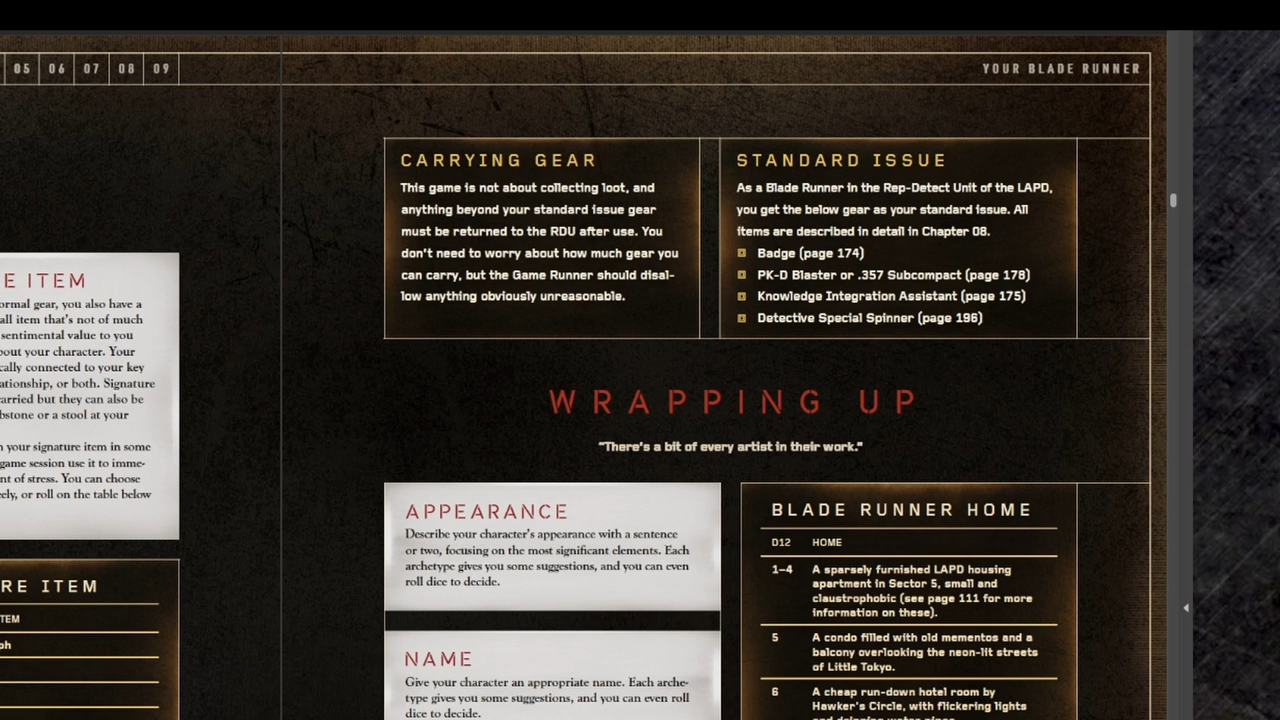 05 06 07 08 09
YOUR BLADE RUNNER
E ITEM
ormal gear, you also have a
all item that's not of much
sentimental value to you
bout your character. Your
cally connected to your key
ationship, or both. Signature
carried but they can also be
bstone or a stool at your
n your signature item in some
game session use it to imme-
nt of stress. You can choose
ely, or roll on the table below
RE ITEM
TEM
ph
CARRYING GEAR
This game is not about collecting loot, and
anything beyond your standard issue gear
must be returned to the RDU after use. You
don't need to worry about how much gear you
can carry, but the Game Runner should disal-
low anything obviously unreasonable.
STANDARD ISSUE
As a Blade Runner in the Rep-Detect Unit of the LAPD,
you get the below gear as your standard issue. All
items are described in detail in Chapter 08.
Badge (page 174)
PK-D Blaster or .357 Subcompact (page 178)
Knowledge Integration Assistant (page 175)
Detective Special Spinner (page 196)
WRAPPING UP
"There's a bit of every artist in their work."
APPEARANCE
Describe your character's appearance with a sentence
or two, focusing on the most significant elements. Each
archetype gives you some suggestions, and you can even
roll dice to decide.
NAME
Give your character an appropriate name. Each arche-
type gives you some suggestions, and you can even roll
dice to decide.
BLADE RUNNER HOME
D12 HOME
1–4 A sparsely furnished LAPD housing
apartment in Sector 5, small and
claustrophobic (see page 111 for more
information on these).
5 A condo filled with old mementos and a
balcony overlooking the neon-lit streets
of Little Tokyo.
6 A cheap run-down hotel room by
Hawker's Circle, with flickering lights